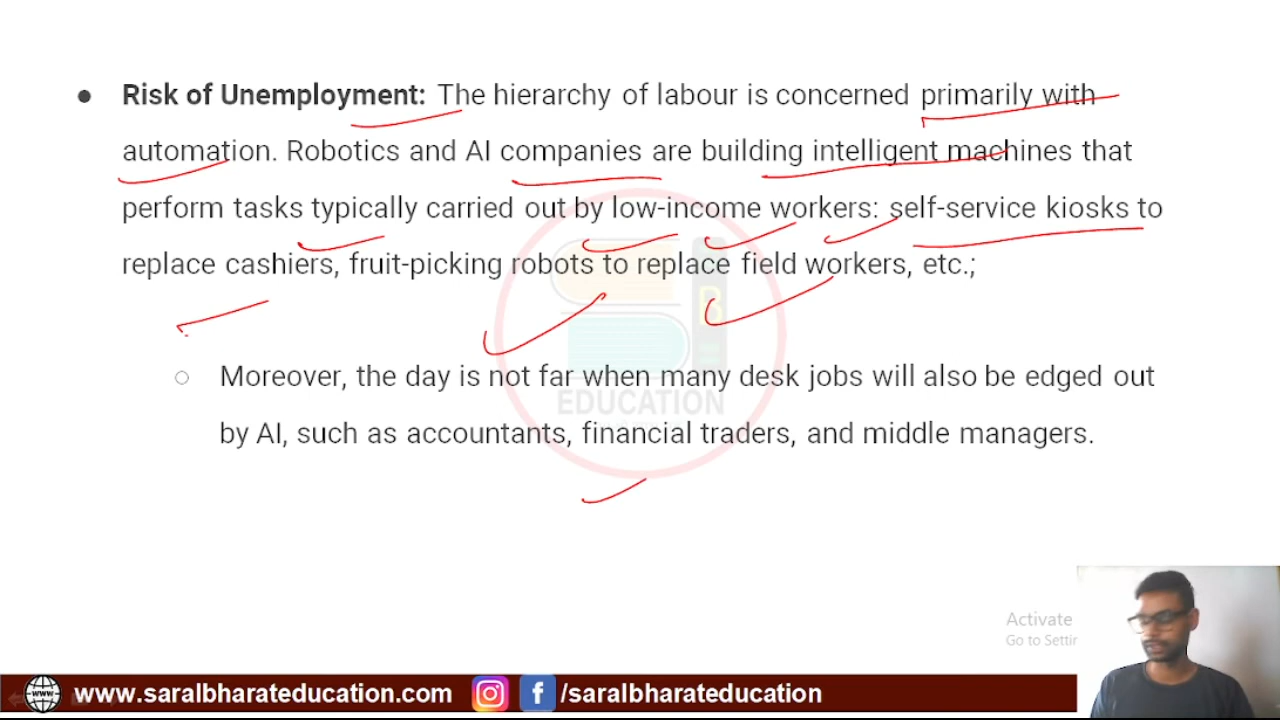 ● Risk of Unemployment: The hierarchy of labour is concerned primarily with
automation. Robotics and AI companies are building intelligent machines that
perform tasks typically carried out by low-income workers: self-service kiosks to
replace cashiers, fruit-picking robots to replace field workers, etc.;
○ Moreover, the day is not far when many desk jobs will also be edged out
by AI, such as accountants, financial traders, and middle managers.
B
EDUCATION
Activate
Go to Settin
www www.saralbharateducation.com f /saralbharateducation